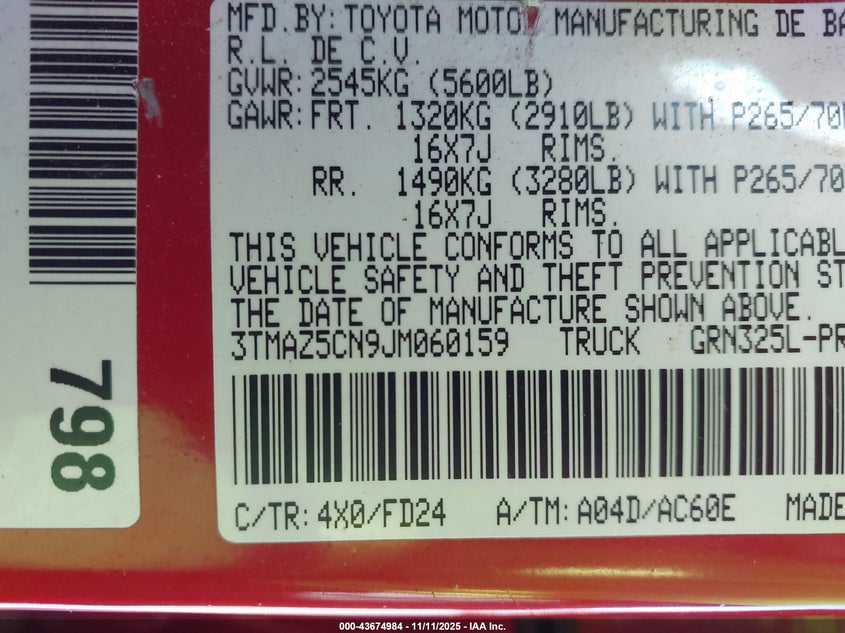 MFD.BY:TOYOTA MOTOR MANUFACTURING DE BA
R.L. DE C.V.
GVWR:2545KG (5600LB)
GAWR:FRT. 1320KG (2910LB) WITH P265/70
16X7J RIMS.
RR. 1490KG (3280LB) WITH P265/70
16X7J RIMS.
THIS VEHICLE CONFORMS TO ALL APPLICABL
VEHICLE SAFETY AND THEFT PREVENTION ST
THE DATE OF MANUFACTURE SHOWN ABOVE.
3TMAZ5CN9JM060159 TRUCK GRN325L-PR
C/TR:4X0/FD24 A/TM:A04D/AC60E MADE
798
000-43674984 - 11/11/2025 - IAA Inc.